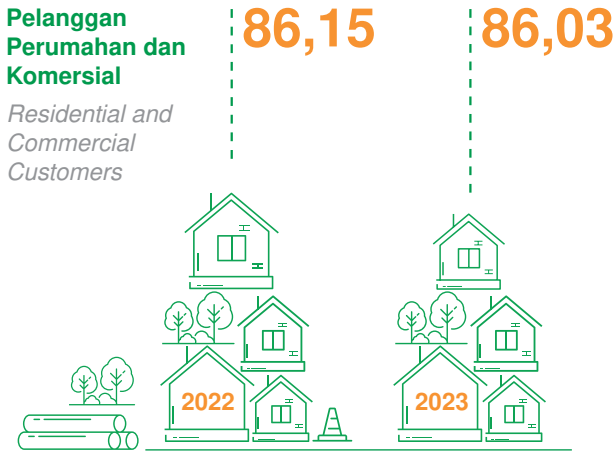 Pelanggan
Perumahan dan
Komersial
Residential and
Commercial
Customers
86,15
86,03
2022
2023